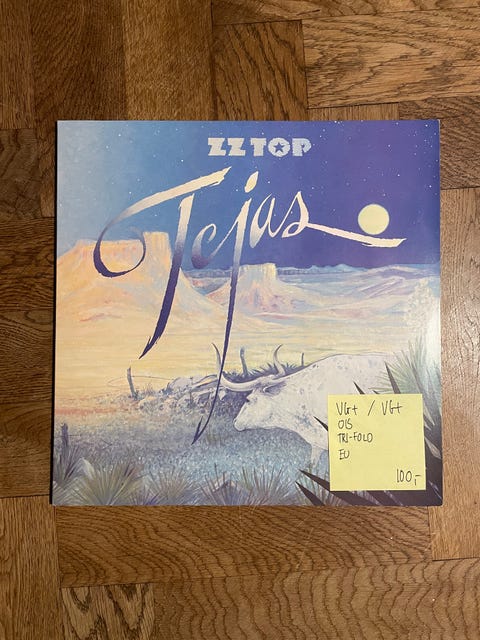 ZZ TOP
Tejas
VG+ / VG+
OIS
TRI-FOLD
EU
100,-